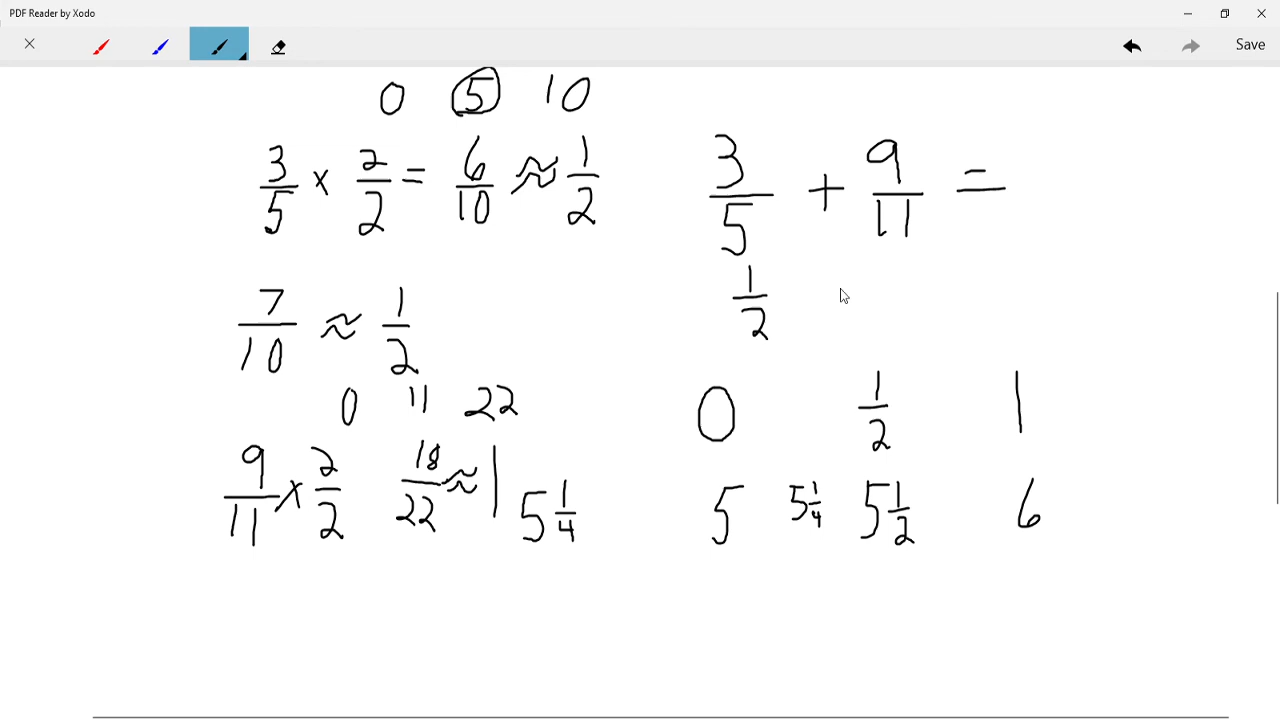 PDF Reader by Xodo
Save
0 5 10
3/5 x 2/2 = 6/10 ≈ 1/2
3/5 + 9/11 =
1/2
7/10 ≈ 1/2
0 11 22
9/11 x 2/2 18/22 ≈ 1
5 1/4
0 1/2 1
5 5 1/4 5 1/2 6